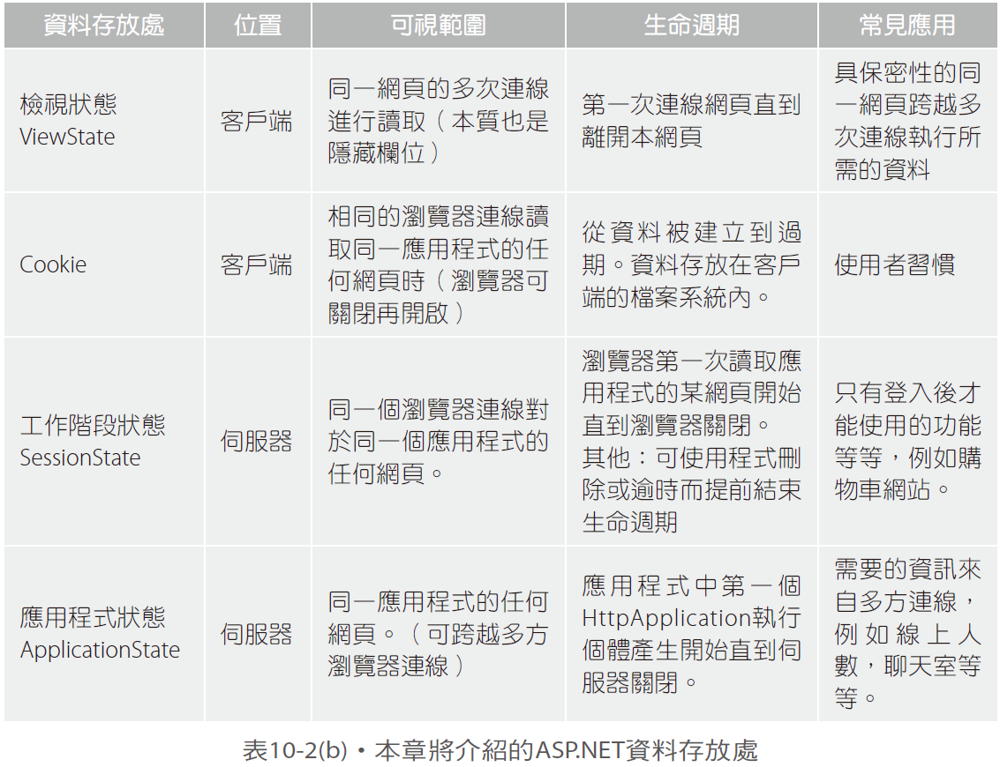 資料存放處
位置
可視範圍
生命週期
常見應用
檢視狀態
ViewState
客戶端
同一網頁的多次連線
進行讀取(本質也是
隱藏欄位)
第一次連線網頁直到
離開本網頁
具保密性的同
一網頁跨越多
次連線執行所
需的資料
Cookie
客戶端
相同的瀏覽器連線讀
取同一應用程式的任
何網頁時(瀏覽器可
關閉再開啟)
從資料被建立到過
期。資料存放在客戶
端的檔案系統內。
使用者習慣
工作階段狀態
SessionState
伺服器
同一個瀏覽器連線對
於同一個應用程式的
任何網頁。
瀏覽器第一次讀取應
用程式的某網頁開始
直到瀏覽器關閉。
其他:可使用程式刪
除或逾時而提前結束
生命週期
只有登入後才
能使用的功能
等等,例如購
物車網站。
應用程式狀態
ApplicationState
伺服器
同一應用程式的任何
網頁。(可跨越多方
瀏覽器連線)
應用程式中第一個
HttpApplication執行
個體產生開始直到伺
服器關閉。
需要的資訊來
自多方連線,
例如線上人
數,聊天室等
等。
表10-2(b)・本章將介紹的ASP.NET資料存放處